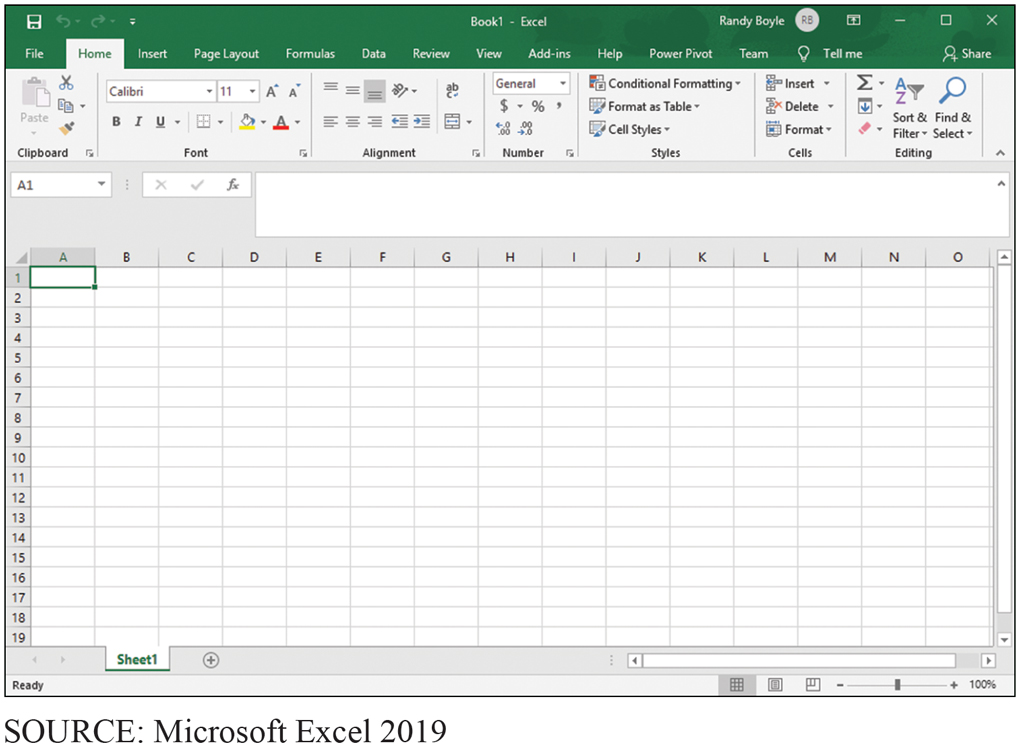 Book1 - Excel
Randy Boyle RB
File Home Insert Page Layout Formulas Data Review View Add-ins Help Power Pivot Team Tell me Share
Calibri 11 General Conditional Formatting Insert
Paste $ % , Format as Table Delete Sort & Find &
B I U A Cell Styles Format Filter Select
Clipboard Font Alignment Number Styles Cells Editing
A1 fx
A B C D E F G H I J K L M N O
1
2
3
4
5
6
7
8
9
10
11
12
13
14
15
16
17
18
19
Sheet1
Ready 100%
SOURCE: Microsoft Excel 2019